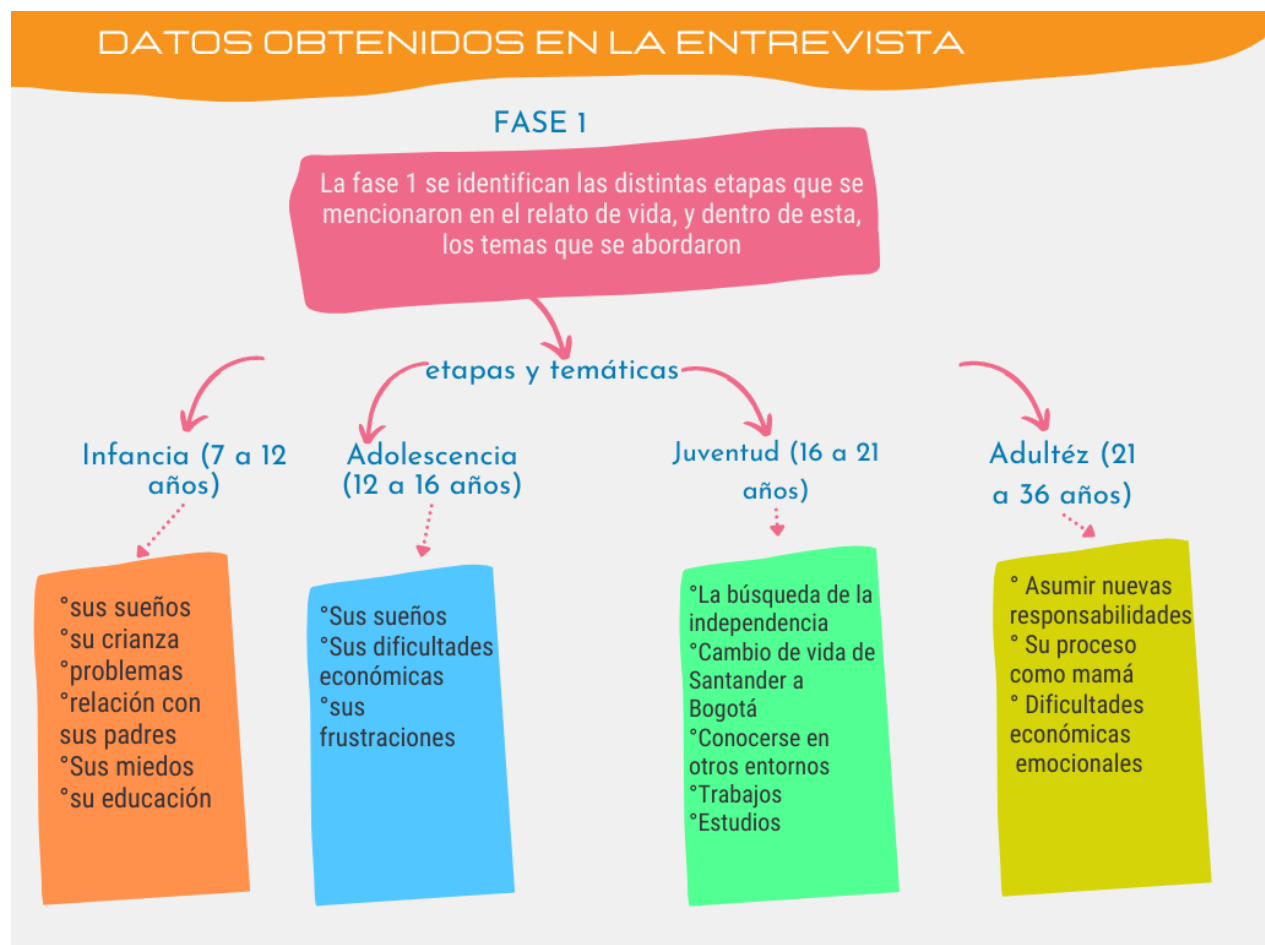 DATOS OBTENIDOS EN LA ENTREVISTA
FASE 1
La fase 1 se identifican las distintas etapas que se
mencionaron en el relato de vida, y dentro de esta,
los temas que se abordaron
etapas y temáticas
Infancia (7 a 12
años)
Adolescencia
(12 a 16 años)
Juventud (16 a 21
años)
Adultéz (21
a 36 años)
°sus sueños
°su crianza
°problemas
°relación con
sus padres
°Sus miedos
°su educación
°Sus sueños
°Sus dificultades
económicas
°sus
frustraciones
°La búsqueda de la
independencia
°Cambio de vida de
Santander a
Bogotá
°Conocerse en
otros entornos
°Trabajos
°Estudios
° Asumir nuevas
responsabilidades
° Su proceso
como mamá
° Dificultades
económicas
emocionales